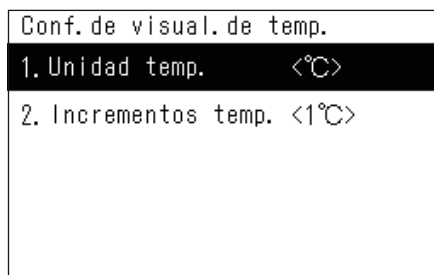 Conf.de visual.de temp.
1.Unidad temp. <℃>
2.Incrementos temp. <1℃>